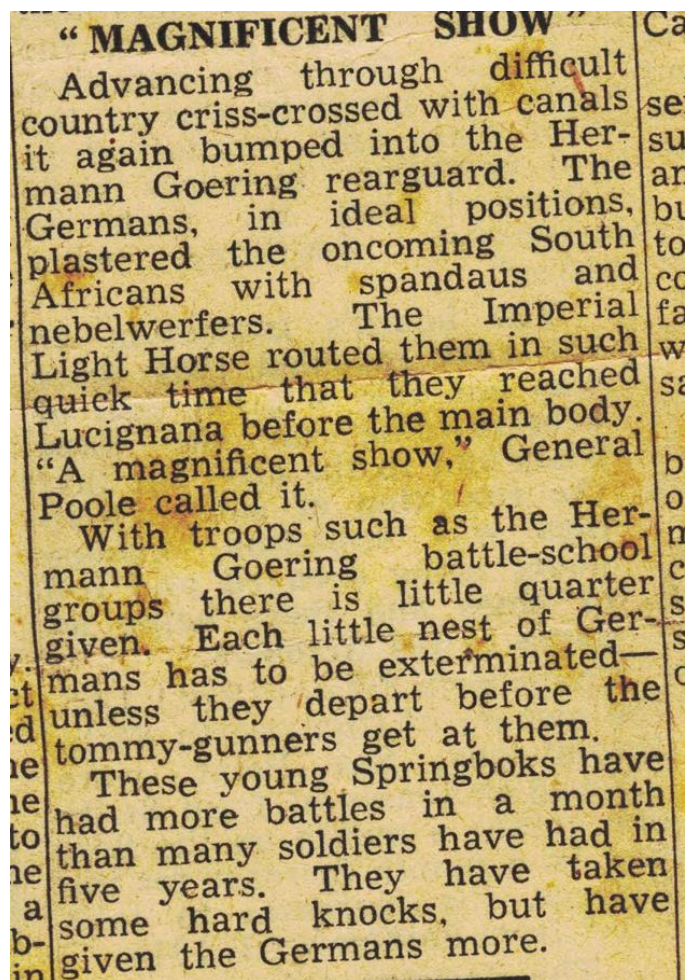 “ MAGNIFICENT SHOW ”
Advancing through difficult
country criss-crossed with canals
it again bumped into the Her-
mann Goering rearguard. The
Germans, in ideal positions,
plastered the oncoming South
Africans with spandaus and
nebelwerfers. The Imperial
Light Horse routed them in such
quick time that they reached
Lucignana before the main body.
“A magnificent show,” General
Poole called it.
With troops such as the Her-
mann Goering battle-school
groups there is little quarter
given. Each little nest of Ger-
mans has to be exterminated—
unless they depart before the
tommy-gunners get at them.
These young Springboks have
had more battles in a month
than many soldiers have had in
five years. They have taken
some hard knocks, but have
given the Germans more.